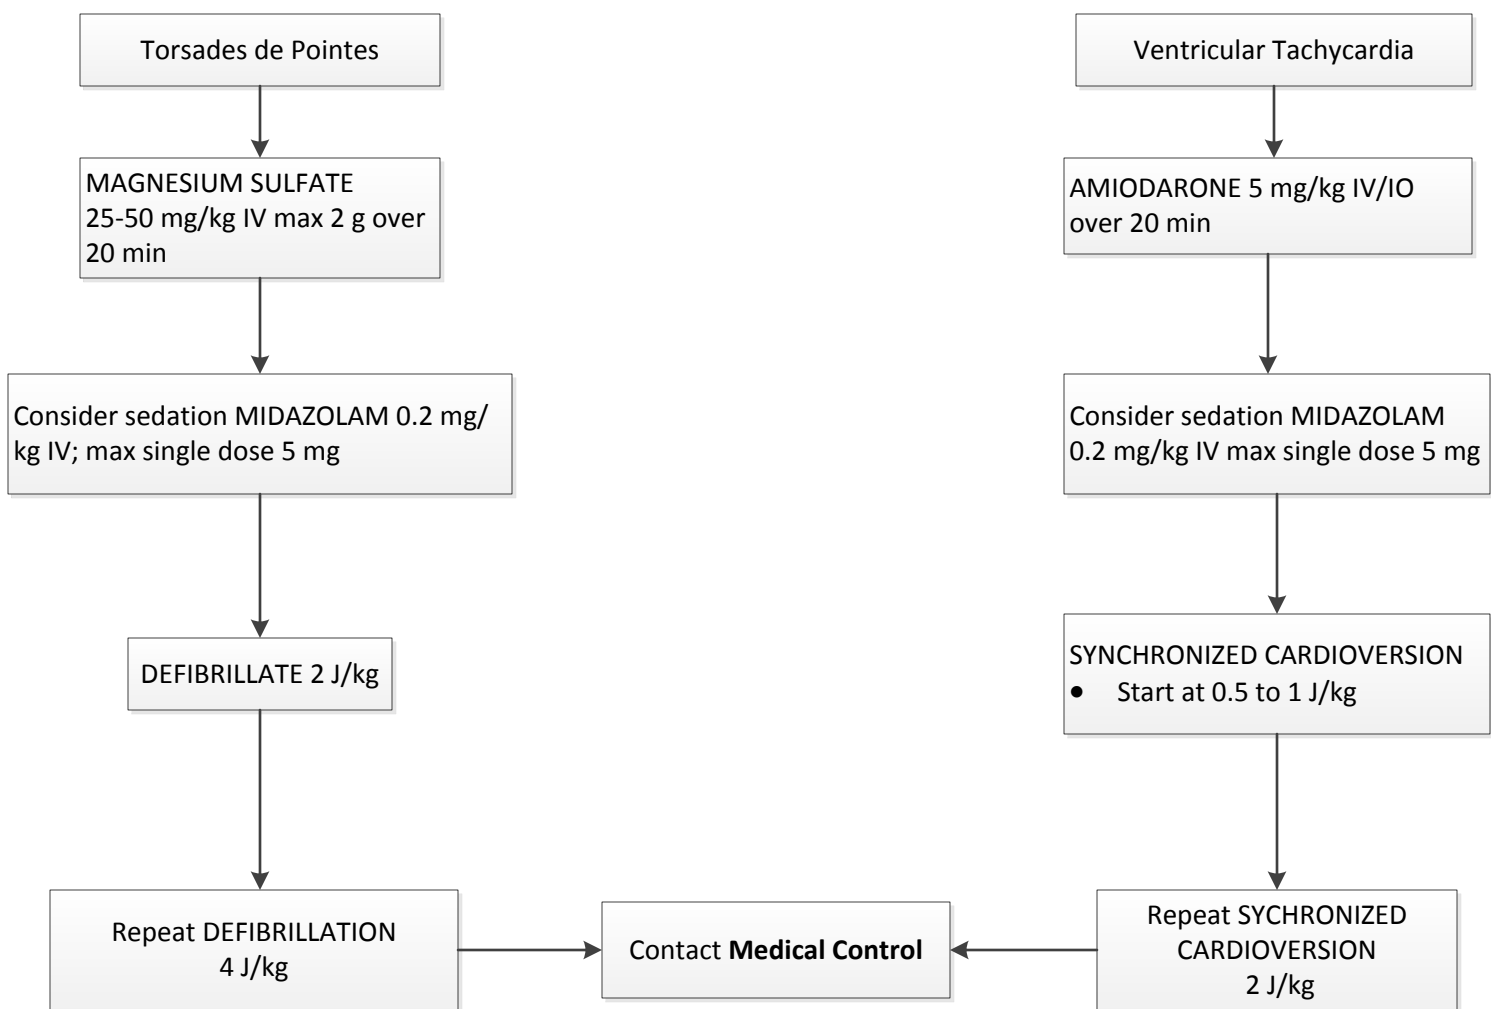 Torsades de Pointes
MAGNESIUM SULFATE
25-50 mg/kg IV max 2 g over
20 min
Consider sedation MIDAZOLAM 0.2 mg/
kg IV; max single dose 5 mg
DEFIBRILLATE 2 J/kg
Repeat DEFIBRILLATION
4 J/kg
Contact Medical Control
Ventricular Tachycardia
AMIODARONE 5 mg/kg IV/IO
over 20 min
Consider sedation MIDAZOLAM
0.2 mg/kg IV max single dose 5 mg
SYNCHRONIZED CARDIOVERSION
• Start at 0.5 to 1 J/kg
Repeat SYCHRONIZED
CARDIOVERSION
2 J/kg